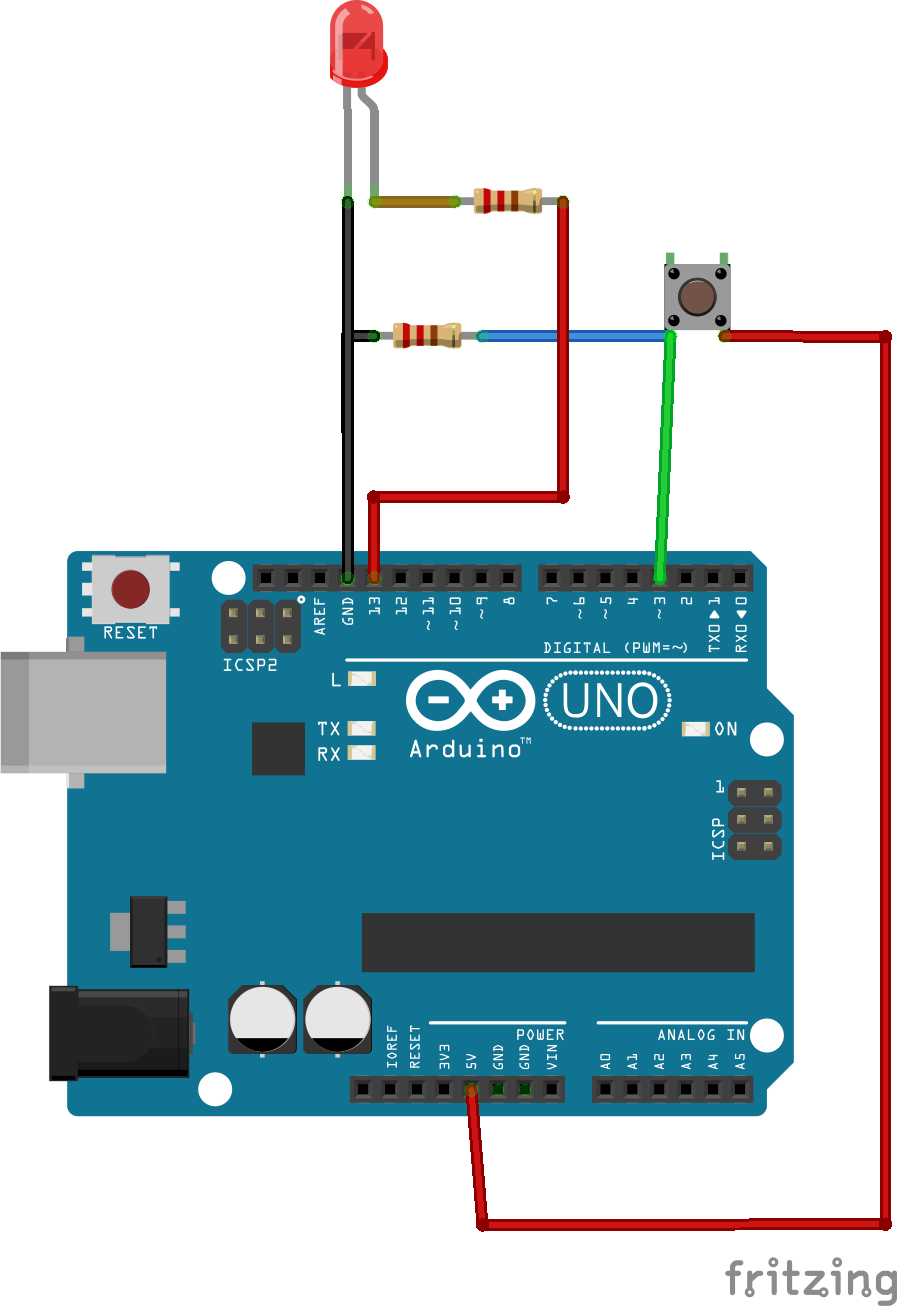 AREF
GND
13
12
~11
~10
~9
8
7
~6
~5
4
~3
2
TX0▶1
RX0◀0
RESET
ICSP2
DIGITAL (PWM=~)
L
TX
RX
UNO
Arduino™
ON
1
ICSP
POWER
ANALOG IN
IOREF
RESET
3V3
5V
GND
GND
VIN
A0
A1
A2
A3
A4
A5
fritzing